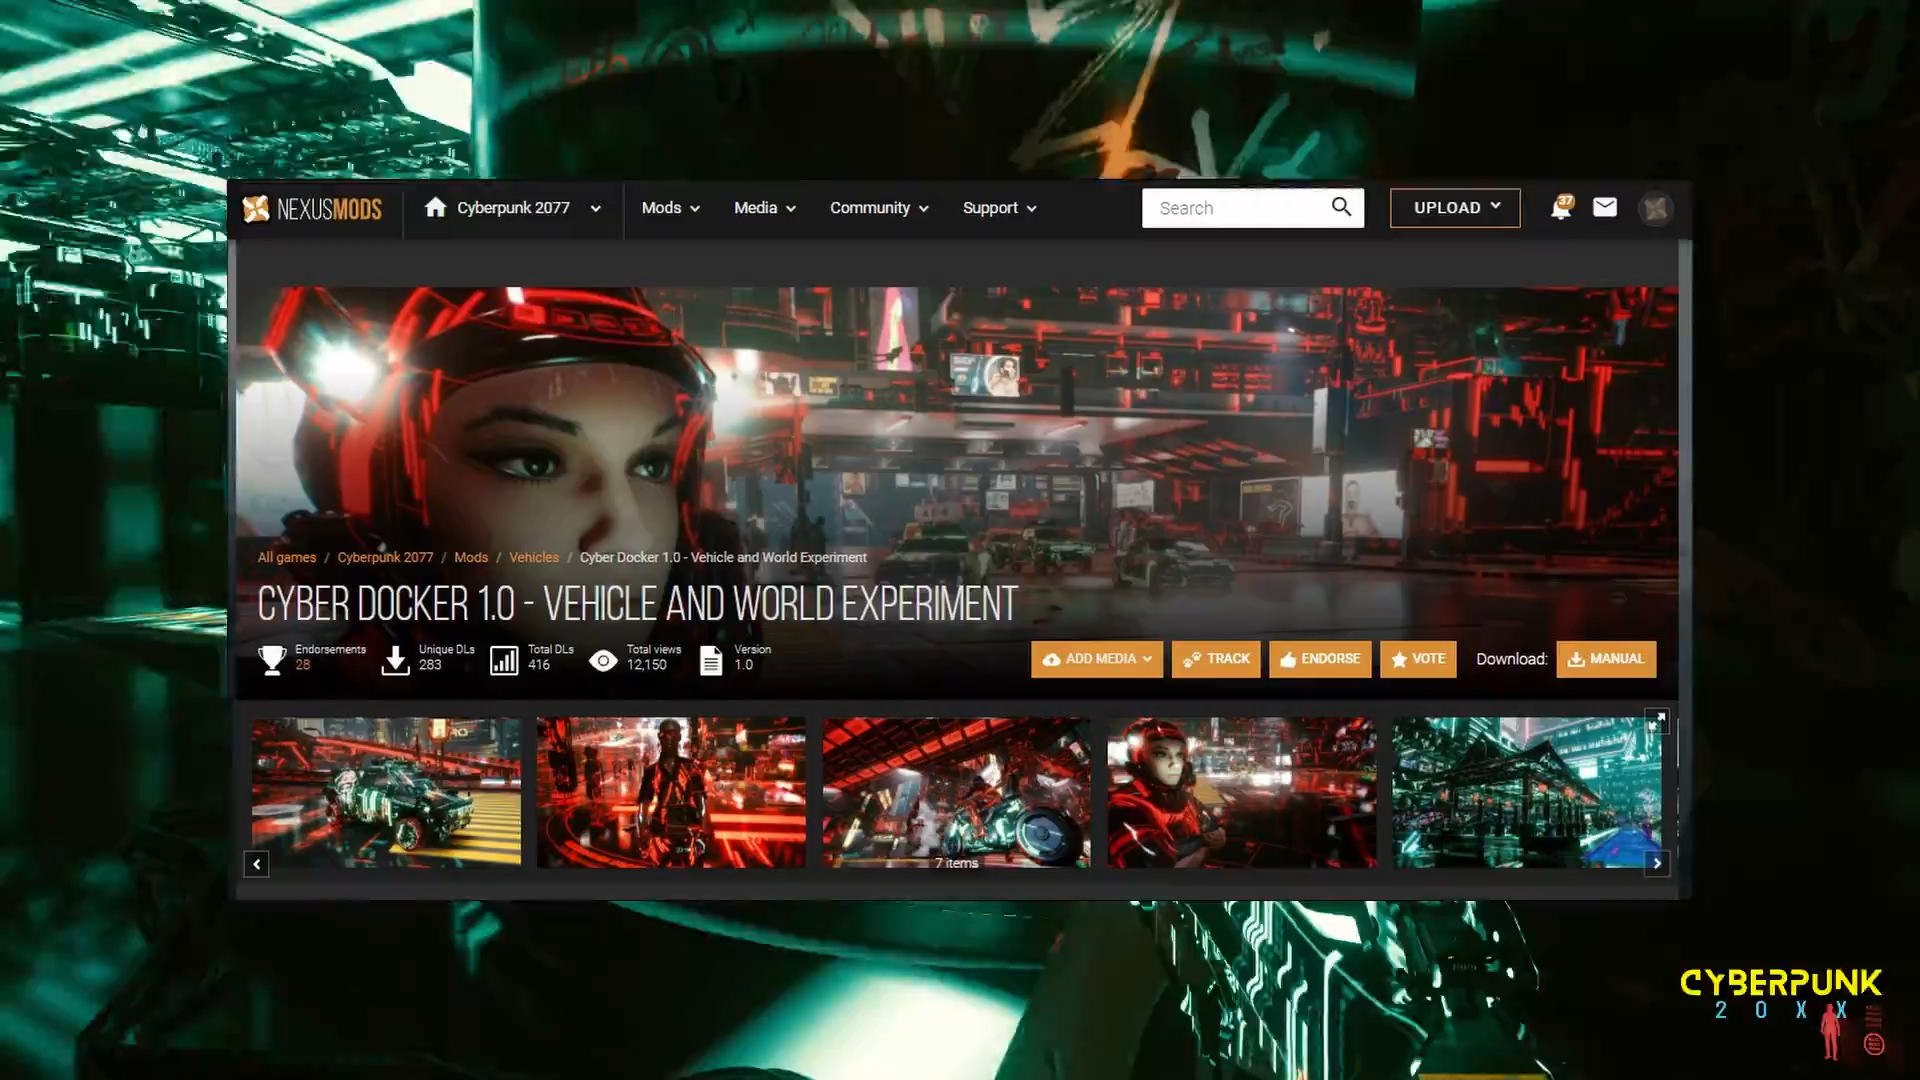 NEXUSMODS
Cyberpunk 2077
Mods
Media
Community
Support
Search
UPLOAD
37
All games / Cyberpunk 2077 / Mods / Vehicles / Cyber Docker 1.0 - Vehicle and World Experiment
CYBER DOCKER 1.0 - VEHICLE AND WORLD EXPERIMENT
Endorsements
28
Unique DLs
283
Total DLs
416
Total views
12,150
Version
1.0
ADD MEDIA
TRACK
ENDORSE
VOTE
Download:
MANUAL
7 items
CYBERPUNK
20XX